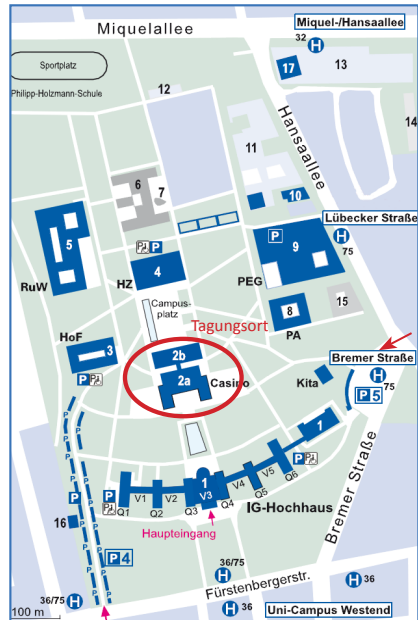 Miquelallee
Miquel-/Hansaallee
32 H
Sportplatz
17
13
Philipp-Holzmann-Schule
12
Hansaallee
14
11
6
7
10
Lübecker Straße
5
P
P
9
H
75
4
RuW
HZ
PEG
Campus-
platz
8
15
Tagungsort
PA
HoF
3
2b
Bremer Straße
2a
Casino
Kita
H
P
P 5
75
1
Bremer Straße
P
P
V5
Q6
P
1
V4
V1
V2
V3
Q5
Q1
Q2
Q3
Q4
IG-Hochhaus
16
Haupteingang
P 4
36/75
H
Fürstenbergerstr.
H 36
36/75 H
H 36
Uni-Campus Westend
100 m